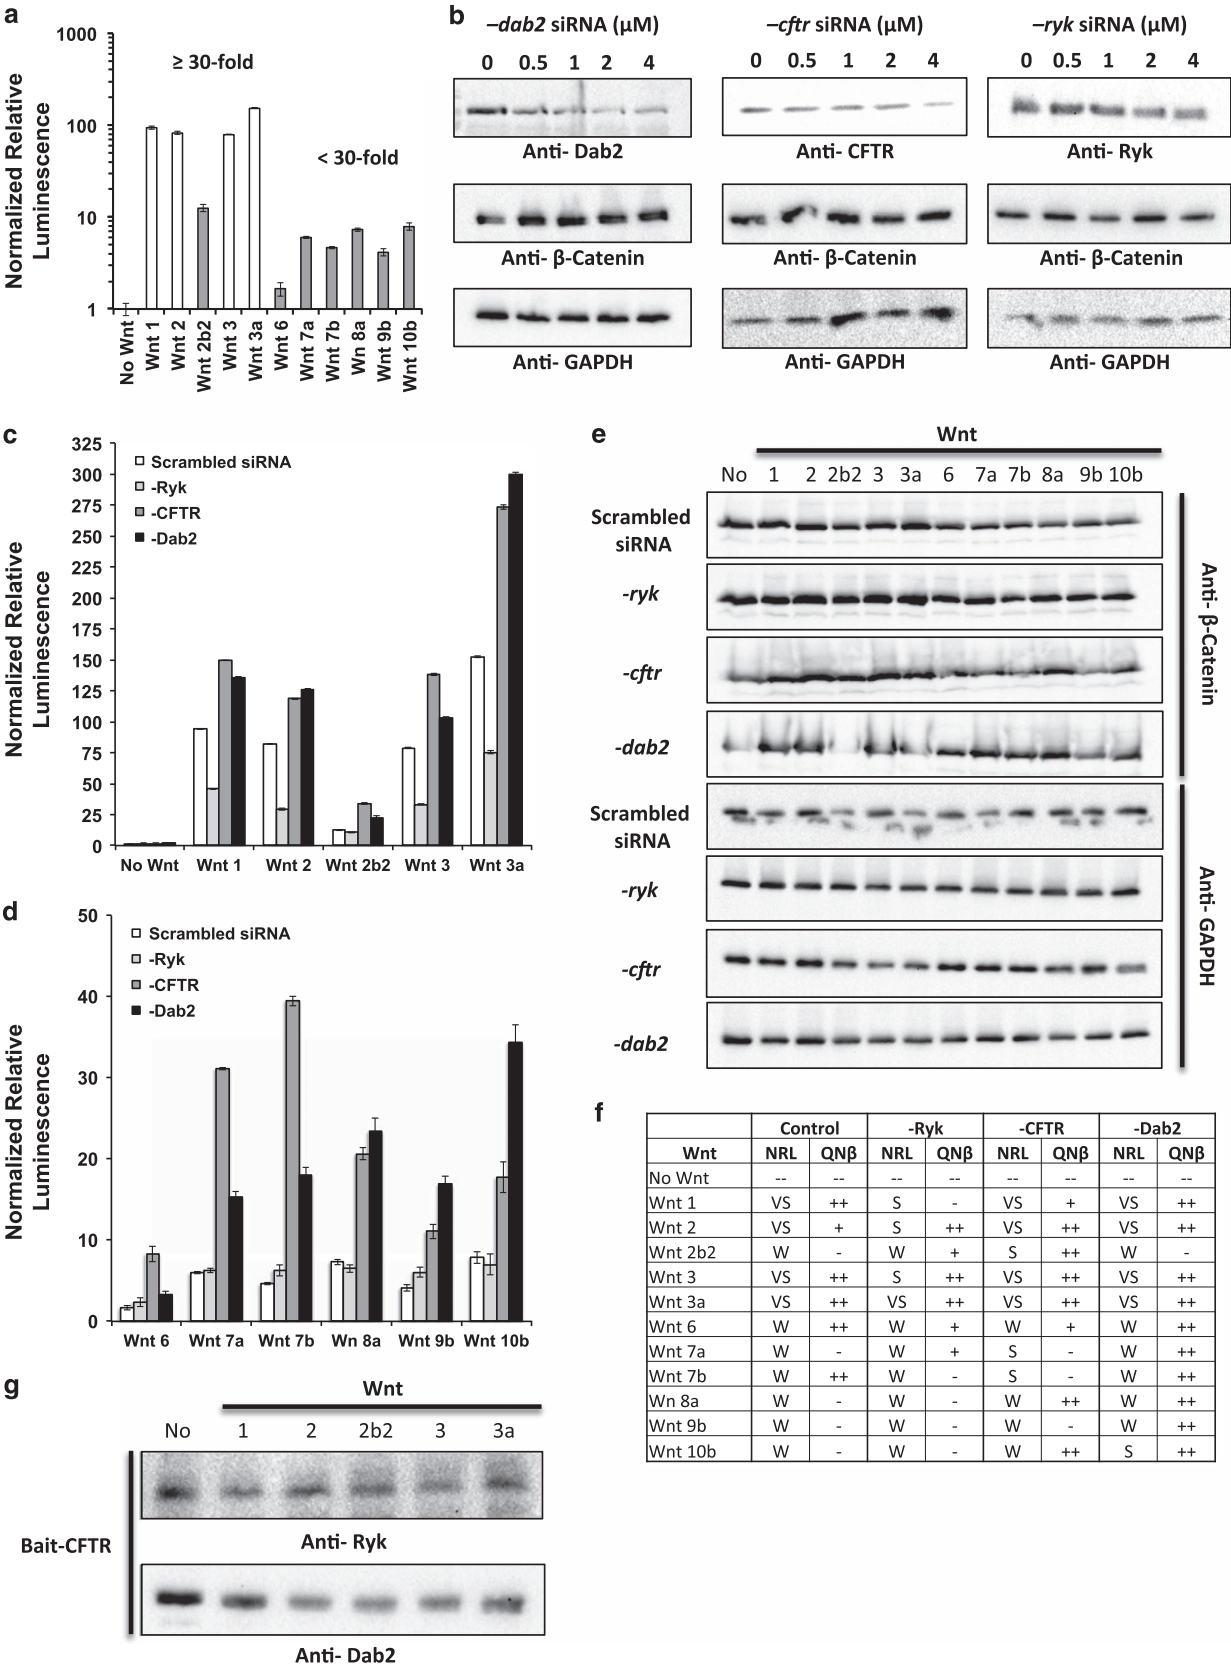 a
Normalized Relative
Luminescence
1000
100
10
1
≥ 30-fold
< 30-fold
No Wnt
Wnt 1
Wnt 2
Wnt 2b2
Wnt 3
Wnt 3a
Wnt 6
Wnt 7a
Wnt 7b
Wn 8a
Wnt 9b
Wnt 10b
b
–dab2 siRNA (μM)
0 0.5 1 2 4
Anti- Dab2
Anti- β-Catenin
Anti- GAPDH
–cftr siRNA (μM)
0 0.5 1 2 4
Anti- CFTR
Anti- β-Catenin
Anti- GAPDH
–ryk siRNA (μM)
0 0.5 1 2 4
Anti- Ryk
Anti- β-Catenin
Anti- GAPDH
c
Normalized Relative
Luminescence
325
300
275
250
225
200
175
150
125
100
75
50
25
0
Scrambled siRNA
-Ryk
-CFTR
-Dab2
No Wnt Wnt 1 Wnt 2 Wnt 2b2 Wnt 3 Wnt 3a
d
Normalized Relative
Luminescence
50
40
30
20
10
0
Scrambled siRNA
-Ryk
-CFTR
-Dab2
Wnt 6 Wnt 7a Wnt 7b Wn 8a Wnt 9b Wnt 10b
e
Wnt
No 1 2 2b2 3 3a 6 7a 7b 8a 9b 10b
Scrambled
siRNA
-ryk
-cftr
-dab2
Anti- β-Catenin
Scrambled
siRNA
-ryk
-cftr
-dab2
Anti- GAPDH
f
Control -Ryk -CFTR -Dab2
Wnt NRL QNβ NRL QNβ NRL QNβ NRL QNβ
No Wnt -- -- -- -- -- -- -- --
Wnt 1 VS ++ S - VS + VS ++
Wnt 2 VS + S ++ VS ++ VS ++
Wnt 2b2 W - W + S ++ W -
Wnt 3 VS ++ S ++ VS ++ VS ++
Wnt 3a VS ++ VS ++ VS ++ VS ++
Wnt 6 W ++ W + W + W ++
Wnt 7a W - W + S - W ++
Wnt 7b W ++ W - S - W ++
Wn 8a W - W - W ++ W ++
Wnt 9b W - W - W - W ++
Wnt 10b W - W - W ++ S ++
g
Wnt
No 1 2 2b2 3 3a
Bait-CFTR
Anti- Ryk
Anti- Dab2